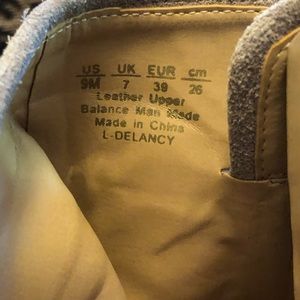 US UK EUR cm
9M 7 39 26
Leather Upper
Balance Man Made
Made in China
L-DELANCY